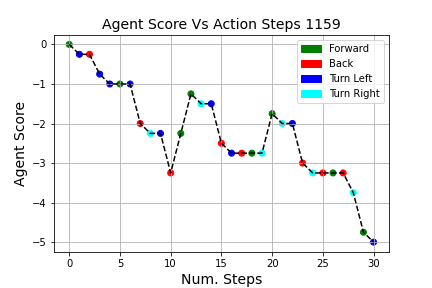 Agent Score Vs Action Steps 1159
Forward
Back
Turn Left
Turn Right
Agent Score
0
−1
−2
−3
−4
−5
0 5 10 15 20 25 30
Num. Steps